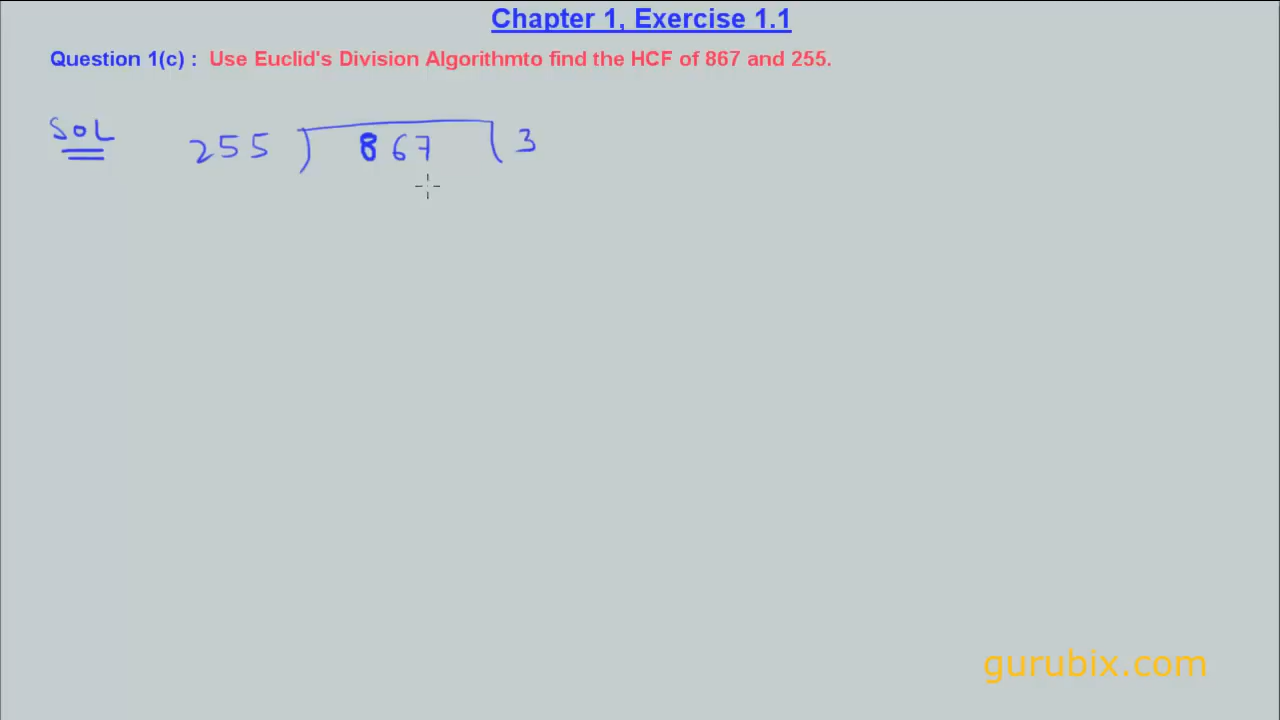 Chapter 1, Exercise 1.1
Question 1(c) : Use Euclid's Division Algorithmto find the HCF of 867 and 255.
SOL 255 ) 867 ( 3
gurubix.com